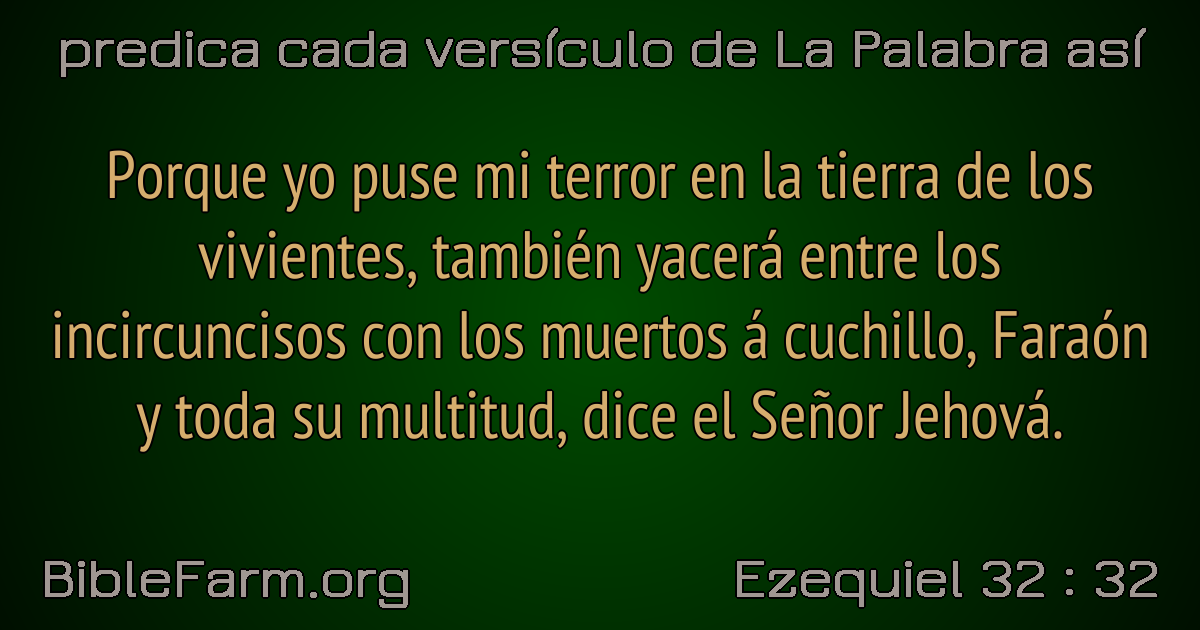 predica cada versículo de La Palabra así
Porque yo puse mi terror en la tierra de los
vivientes, también yacerá entre los
incircuncisos con los muertos á cuchillo, Faraón
y toda su multitud, dice el Señor Jehová.
BibleFarm.org
Ezequiel 32 : 32